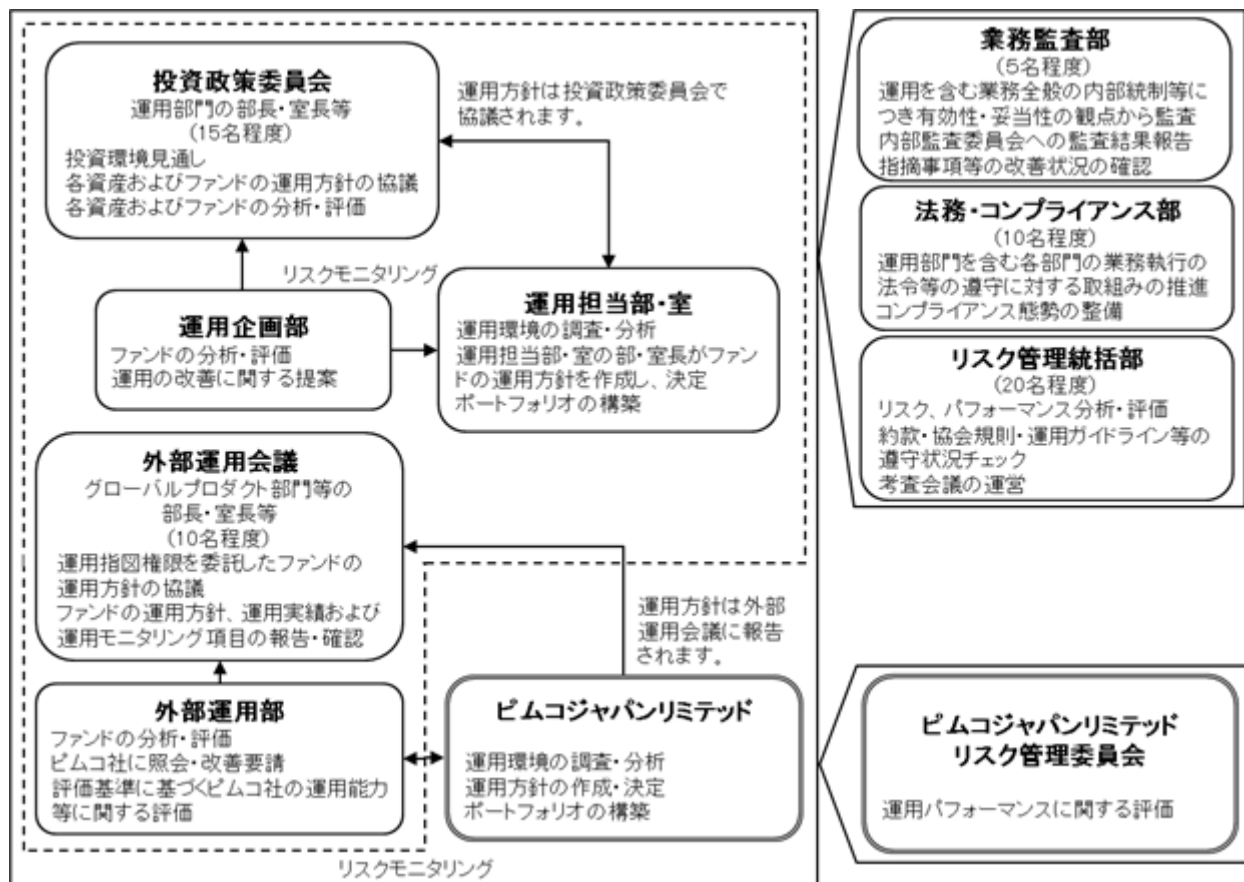 投資政策委員会
運用部門の部長・室長等
(15名程度)
投資環境見通し
各資産およびファンドの運用方針の協議
各資産およびファンドの分析・評価
運用方針は投資政策委員会で
協議されます。
リスクモニタリング
運用企画部
ファンドの分析・評価
運用の改善に関する提案
運用担当部・室
運用環境の調査・分析
運用担当部・室の部・室長がファン
ドの運用方針を作成し、決定
ポートフォリオの構築
外部運用会議
グローバルプロダクト部門等の
部長・室長等
(10名程度)
運用指図権限を委託したファンドの
運用方針の協議
ファンドの運用方針、運用実績および
運用モニタリング項目の報告・確認
運用方針は外部
運用会議に報告
されます。
外部運用部
ファンドの分析・評価
ピムコ社に照会・改善要請
評価基準に基づくピムコ社の運用能力
等に関する評価
ピムコジャパンリミテッド
運用環境の調査・分析
運用方針の作成・決定
ポートフォリオの構築
リスクモニタリング
業務監査部
(5名程度)
運用を含む業務全般の内部統制等に
つき有効性・妥当性の観点から監査
内部監査委員会への監査結果報告
指摘事項等の改善状況の確認
法務・コンプライアンス部
(10名程度)
運用部門を含む各部門の業務執行の
法令等の遵守に対する取組みの推進
コンプライアンス態勢の整備
リスク管理統括部
(20名程度)
リスク、パフォーマンス分析・評価
約款・協会規則・運用ガイドライン等の
遵守状況チェック
考査会議の運営
ピムコジャパンリミテッド
リスク管理委員会
運用パフォーマンスに関する評価